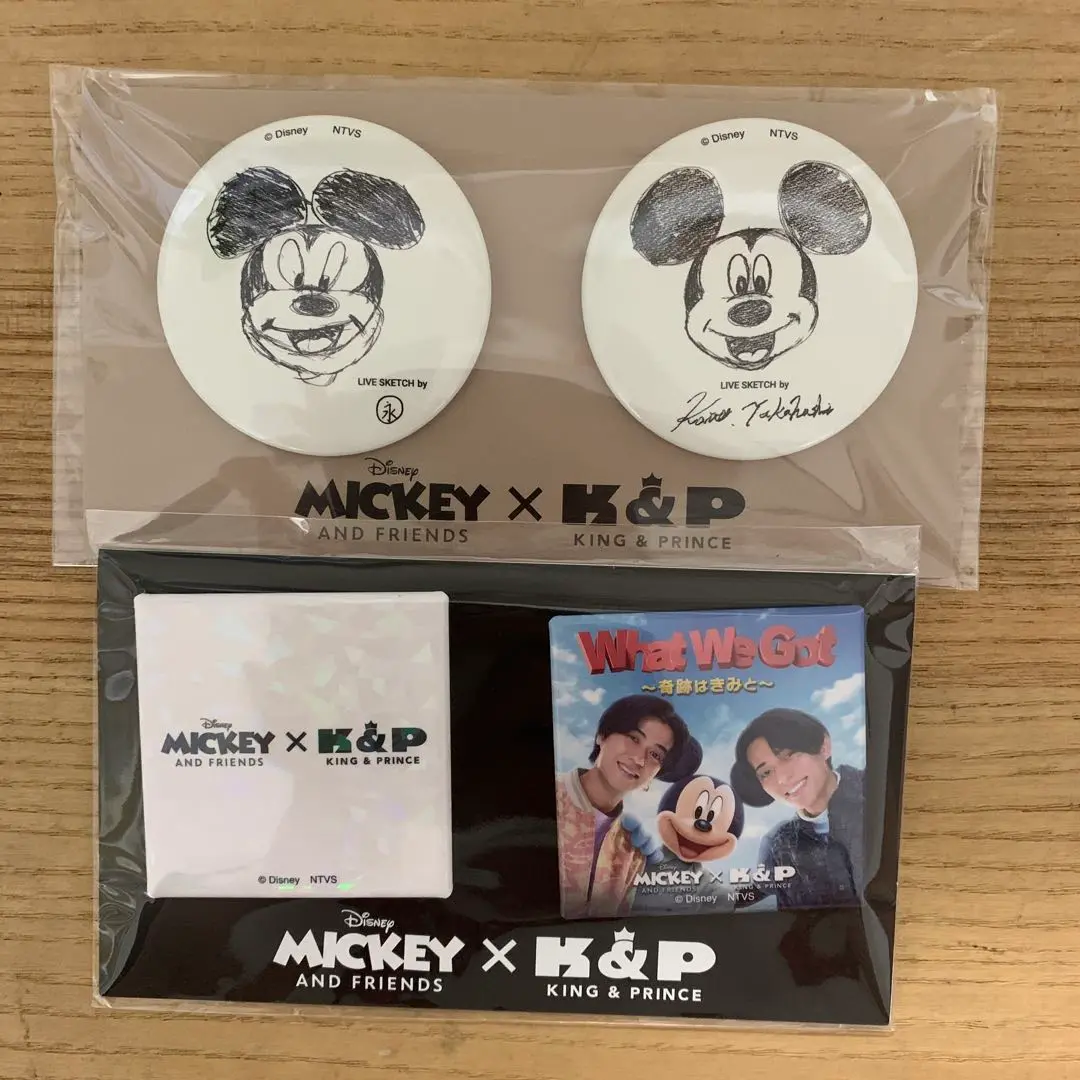 © Disney NTVS
LIVE SKETCH by
永
© Disney NTVS
LIVE SKETCH by
Disney
MICKEY × K&P
AND FRIENDS KING & PRINCE
Disney
MICKEY × K&P
AND FRIENDS KING & PRINCE
© Disney NTVS
What We Got
～奇跡はきみと～
Disney
MICKEY × K&P
AND FRIENDS KING & PRINCE
© Disney NTVS
Disney
MICKEY × K&P
AND FRIENDS KING & PRINCE